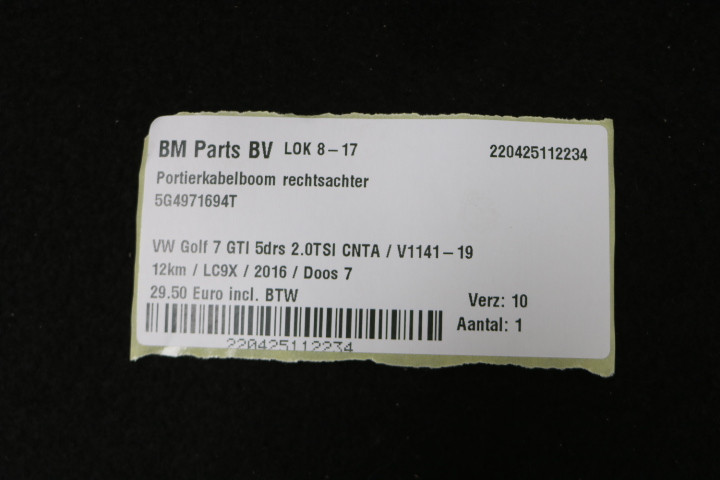 BM Parts BV LOK 8-17 220425112234
Portierkabelboom rechtsachter
5G4971694T
VW Golf 7 GTI 5drs 2.0TSI CNTA / V1141-19
12km / LC9X / 2016 / Doos 7
29.50 Euro incl. BTW
Verz: 10
Aantal: 1
220425112234